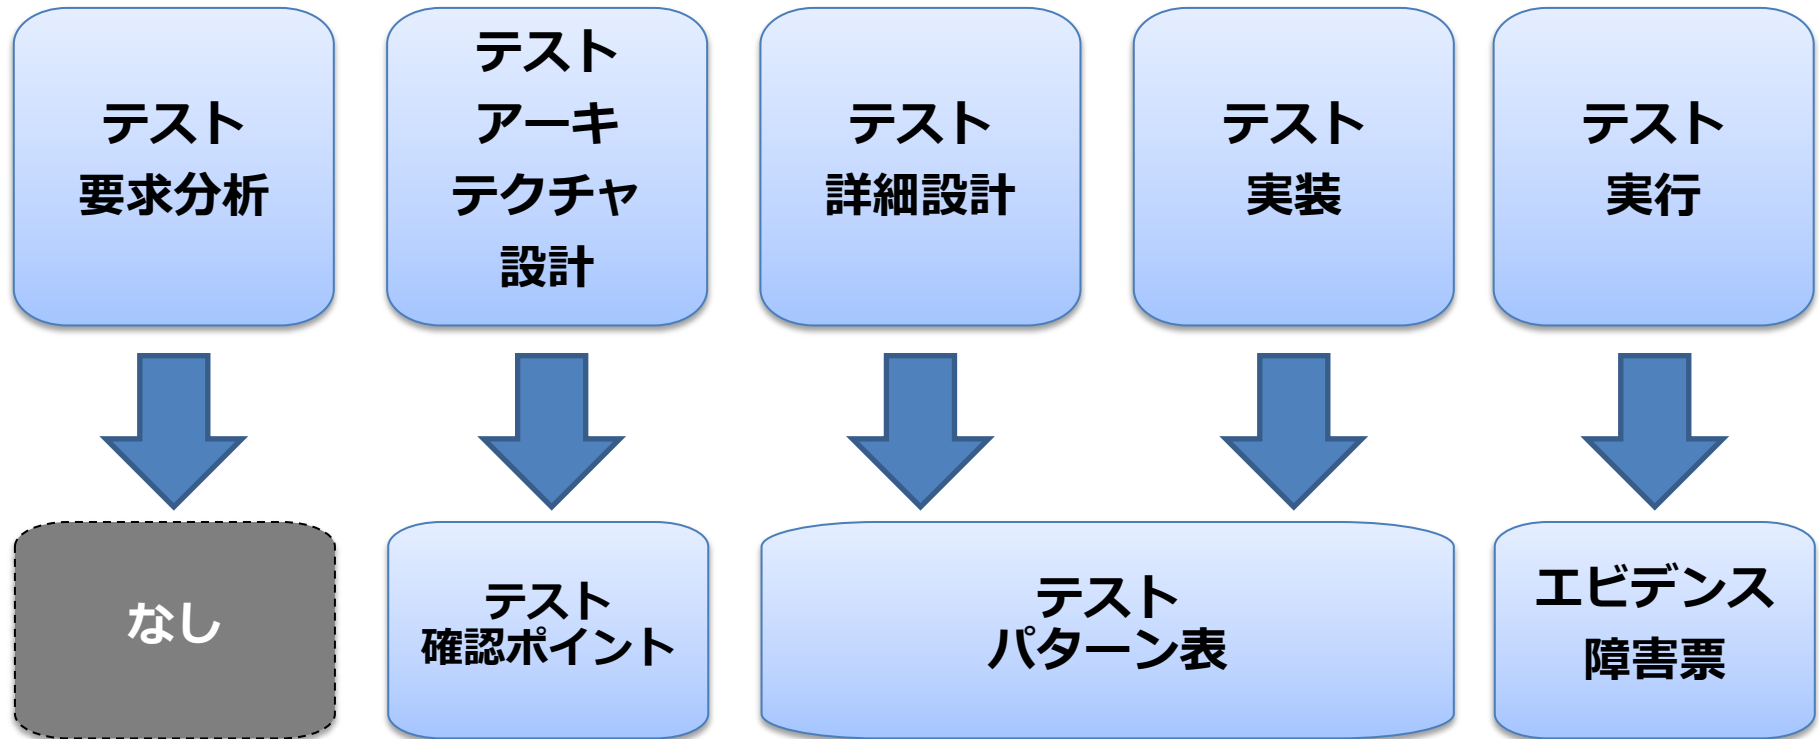 テスト
要求分析
テスト
アーキ
テクチャ
設計
テスト
詳細設計
テスト
実装
テスト
実行
なし
テスト
確認ポイント
テスト
パターン表
エビデンス
障害票